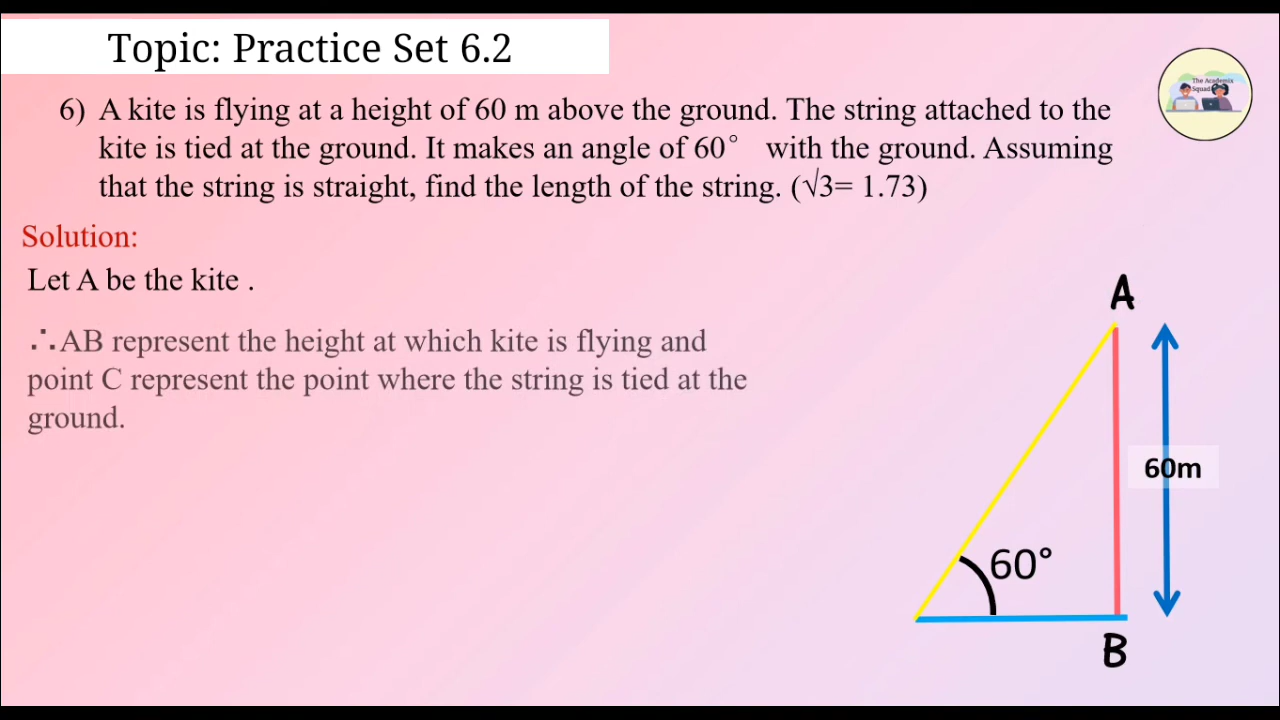 Topic: Practice Set 6.2
The Academix
Squad
6) A kite is flying at a height of 60 m above the ground. The string attached to the
kite is tied at the ground. It makes an angle of 60° with the ground. Assuming
that the string is straight, find the length of the string. (√3= 1.73)
Solution:
Let A be the kite .
∴AB represent the height at which kite is flying and
point C represent the point where the string is tied at the
ground.
A
60m
60°
B